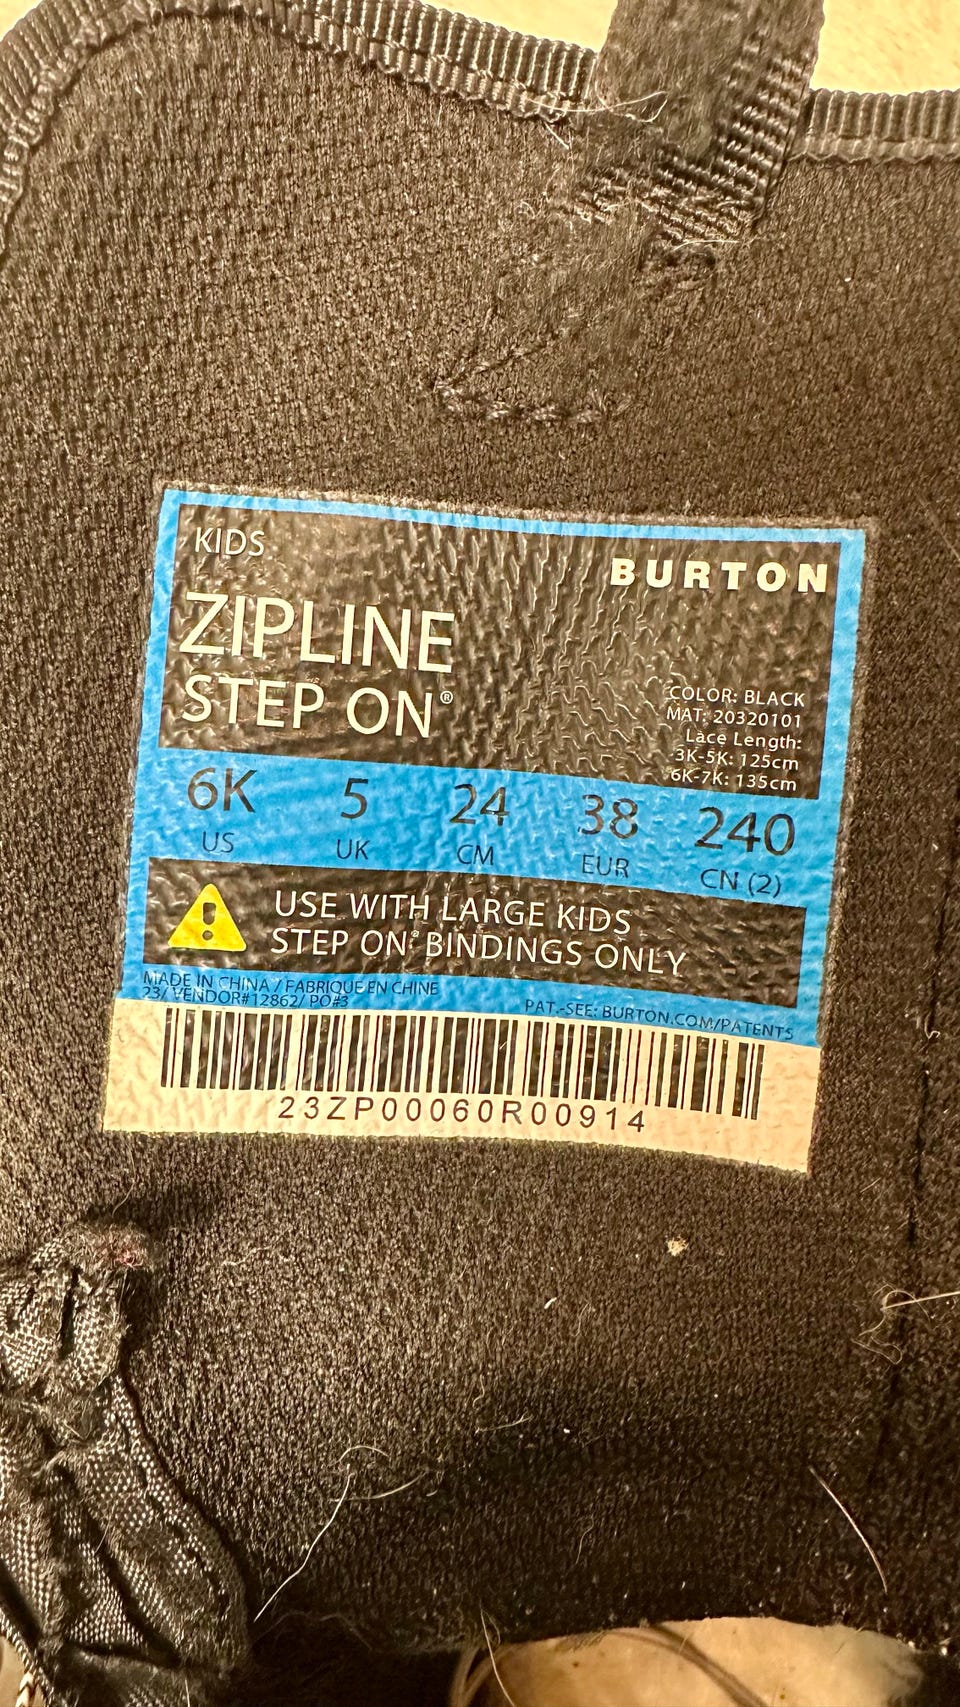 KIDS
BURTON
ZIPLINE
STEP ON®
COLOR: BLACK
MAT: 20320101
Lace Length:
3K-5K: 125cm
6K-7K: 135cm
6K 5 24 38 240
US UK CM EUR CN (2)
USE WITH LARGE KIDS
STEP ON® BINDINGS ONLY
MADE IN CHINA / FABRIQUE EN CHINE
23/ VENDOR#12862/ PO#3
PAT.-SEE: BURTON.COM/PATENTS
23ZP00060R00914